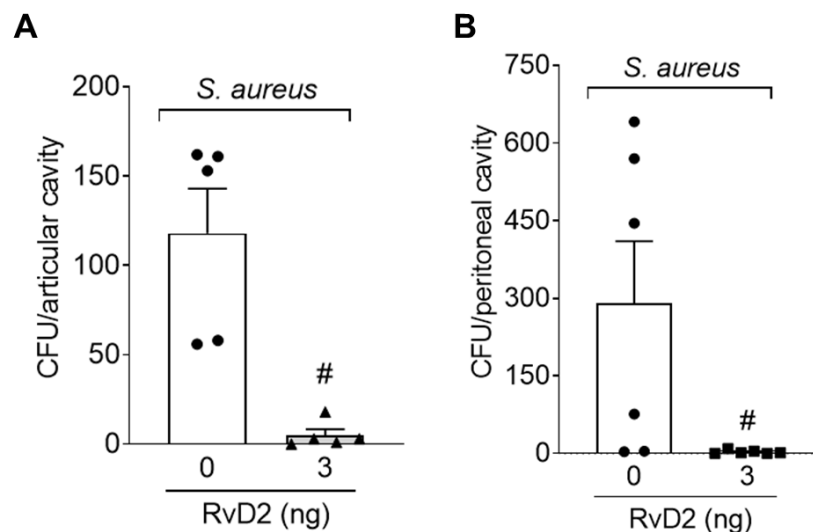 A
S. aureus
CFU/articular cavity
200
150
100
50
0
#
0 3
RvD2 (ng)
B
S. aureus
CFU/peritoneal cavity
750
600
450
300
150
0
#
0 3
RvD2 (ng)